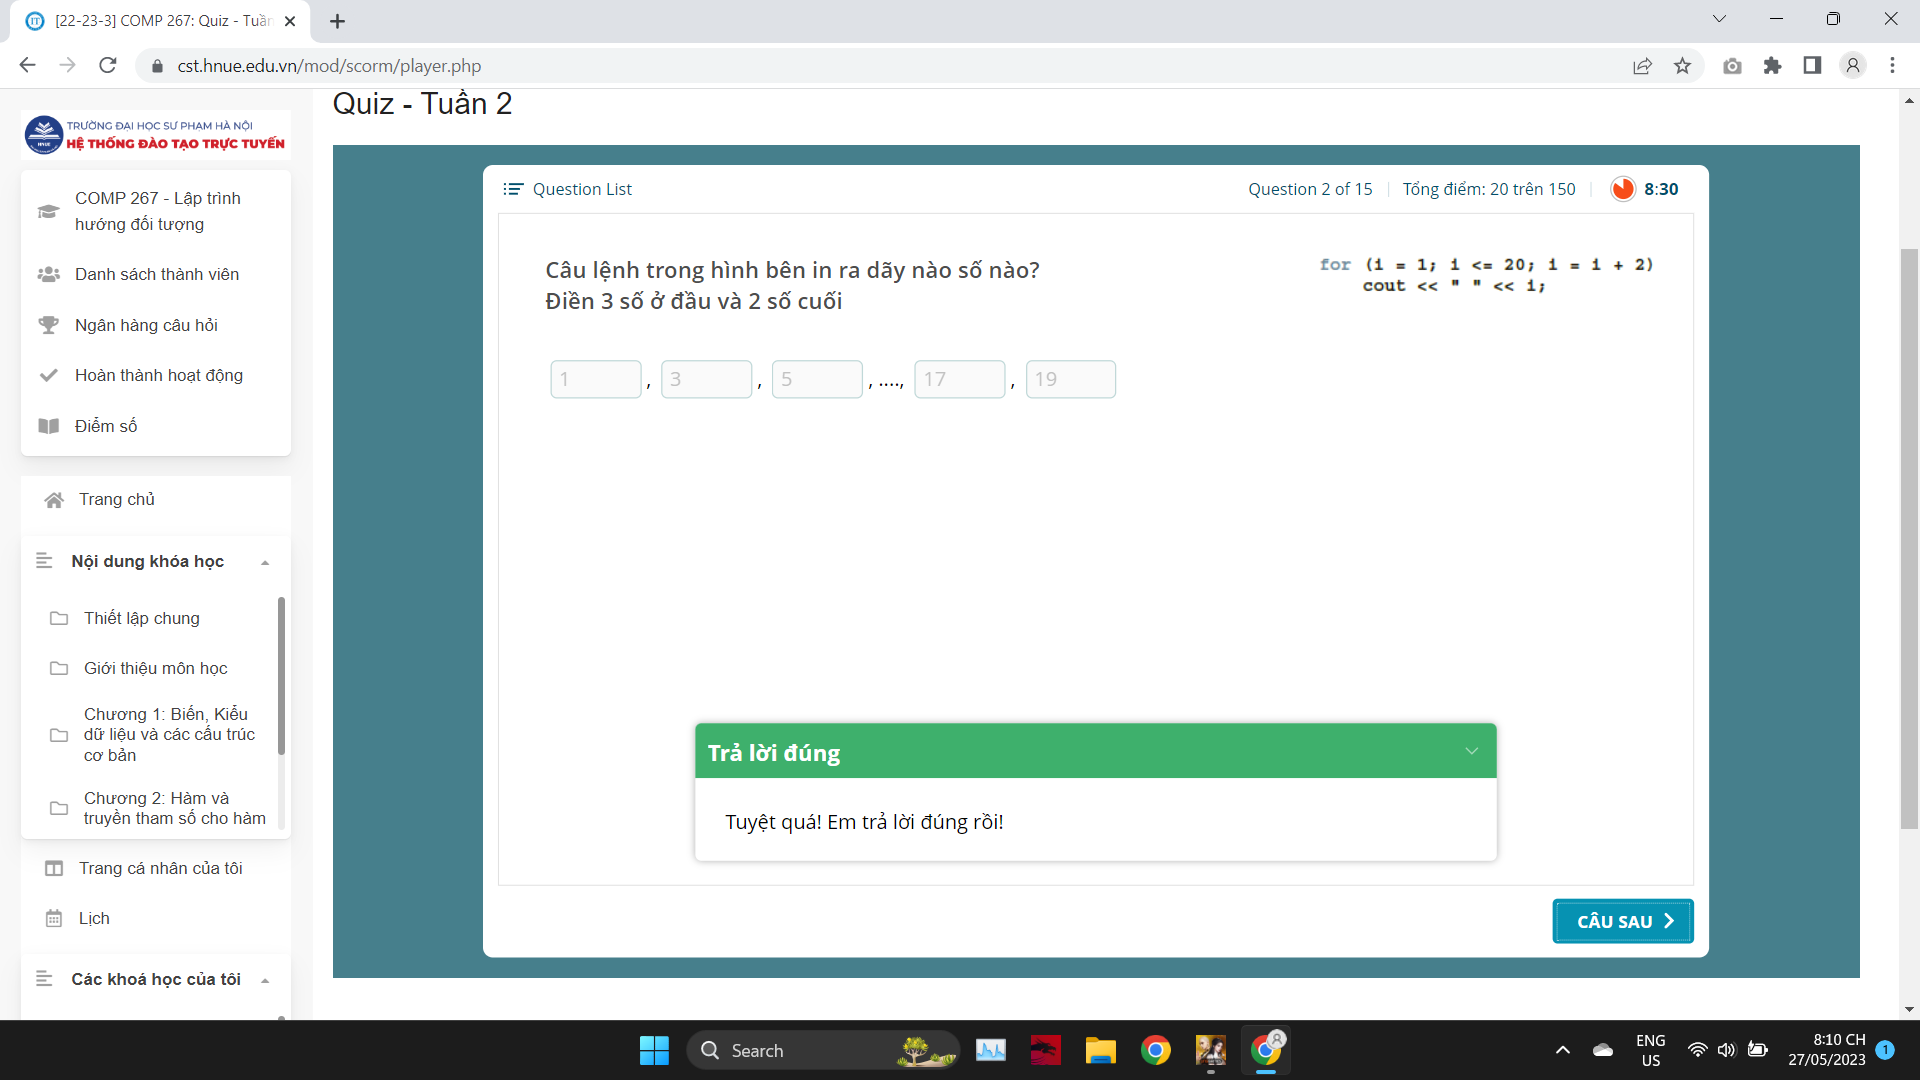 [22-23-3] COMP 267: Quiz - Tuần
cst.hnue.edu.vn/mod/scorm/player.php
TRƯỜNG ĐẠI HỌC SƯ PHẠM HÀ NỘI
HỆ THỐNG ĐÀO TẠO TRỰC TUYẾN
COMP 267 - Lập trình
hướng đối tượng
Danh sách thành viên
Ngân hàng câu hỏi
Hoàn thành hoạt động
Điểm số
Trang chủ
Nội dung khóa học
Thiết lập chung
Giới thiệu môn học
Chương 1: Biến, Kiểu
dữ liệu và các cấu trúc
cơ bản
Chương 2: Hàm và
truyền tham số cho hàm
Trang cá nhân của tôi
Lịch
Các khoá học của tôi
Quiz - Tuần 2
Question List
Question 2 of 15
Tổng điểm: 20 trên 150
8:30
Câu lệnh trong hình bên in ra dãy nào số nào?
Điền 3 số ở đầu và 2 số cuối
for (i = 1; i <= 20; i = i + 2)
cout << " " << i;
1 , 3 , 5 , ...., 17 , 19
Trả lời đúng
Tuyệt quá! Em trả lời đúng rồi!
CÂU SAU
Search
ENG
US
8:10 CH
27/05/2023
1